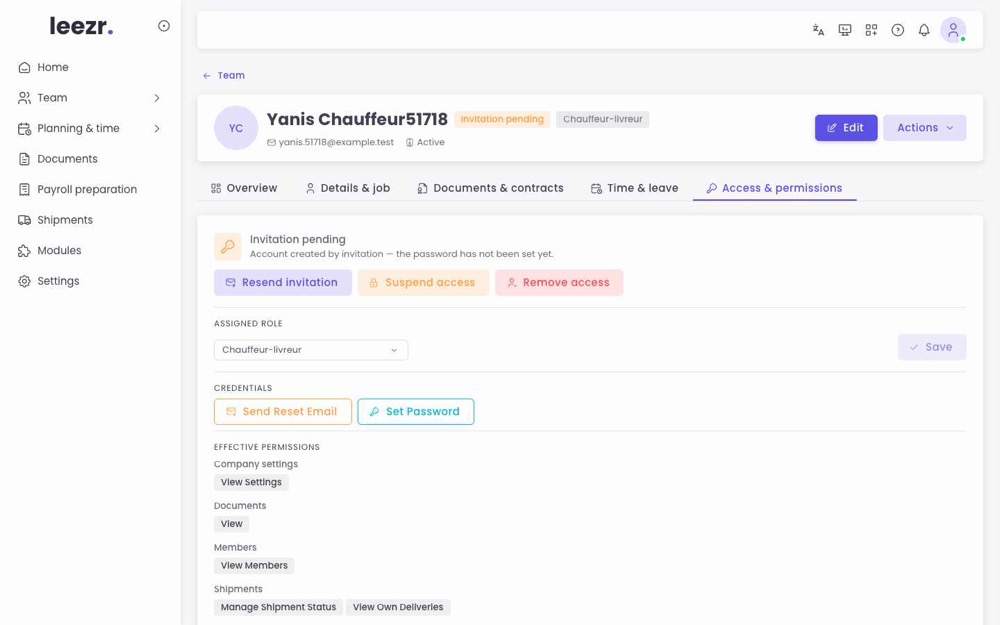 leezr.
Home
Team
Planning & time
Documents
Payroll preparation
Shipments
Modules
Settings
Team
YC
Yanis Chauffeur51718
Invitation pending
Chauffeur-livreur
yanis.51718@example.test
Active
Edit
Actions
Overview
Details & job
Documents & contracts
Time & leave
Access & permissions
Invitation pending
Account created by invitation — the password has not been set yet.
Resend invitation
Suspend access
Remove access
ASSIGNED ROLE
Chauffeur-livreur
Save
CREDENTIALS
Send Reset Email
Set Password
EFFECTIVE PERMISSIONS
Company settings
View Settings
Documents
View
Members
View Members
Shipments
Manage Shipment Status
View Own Deliveries